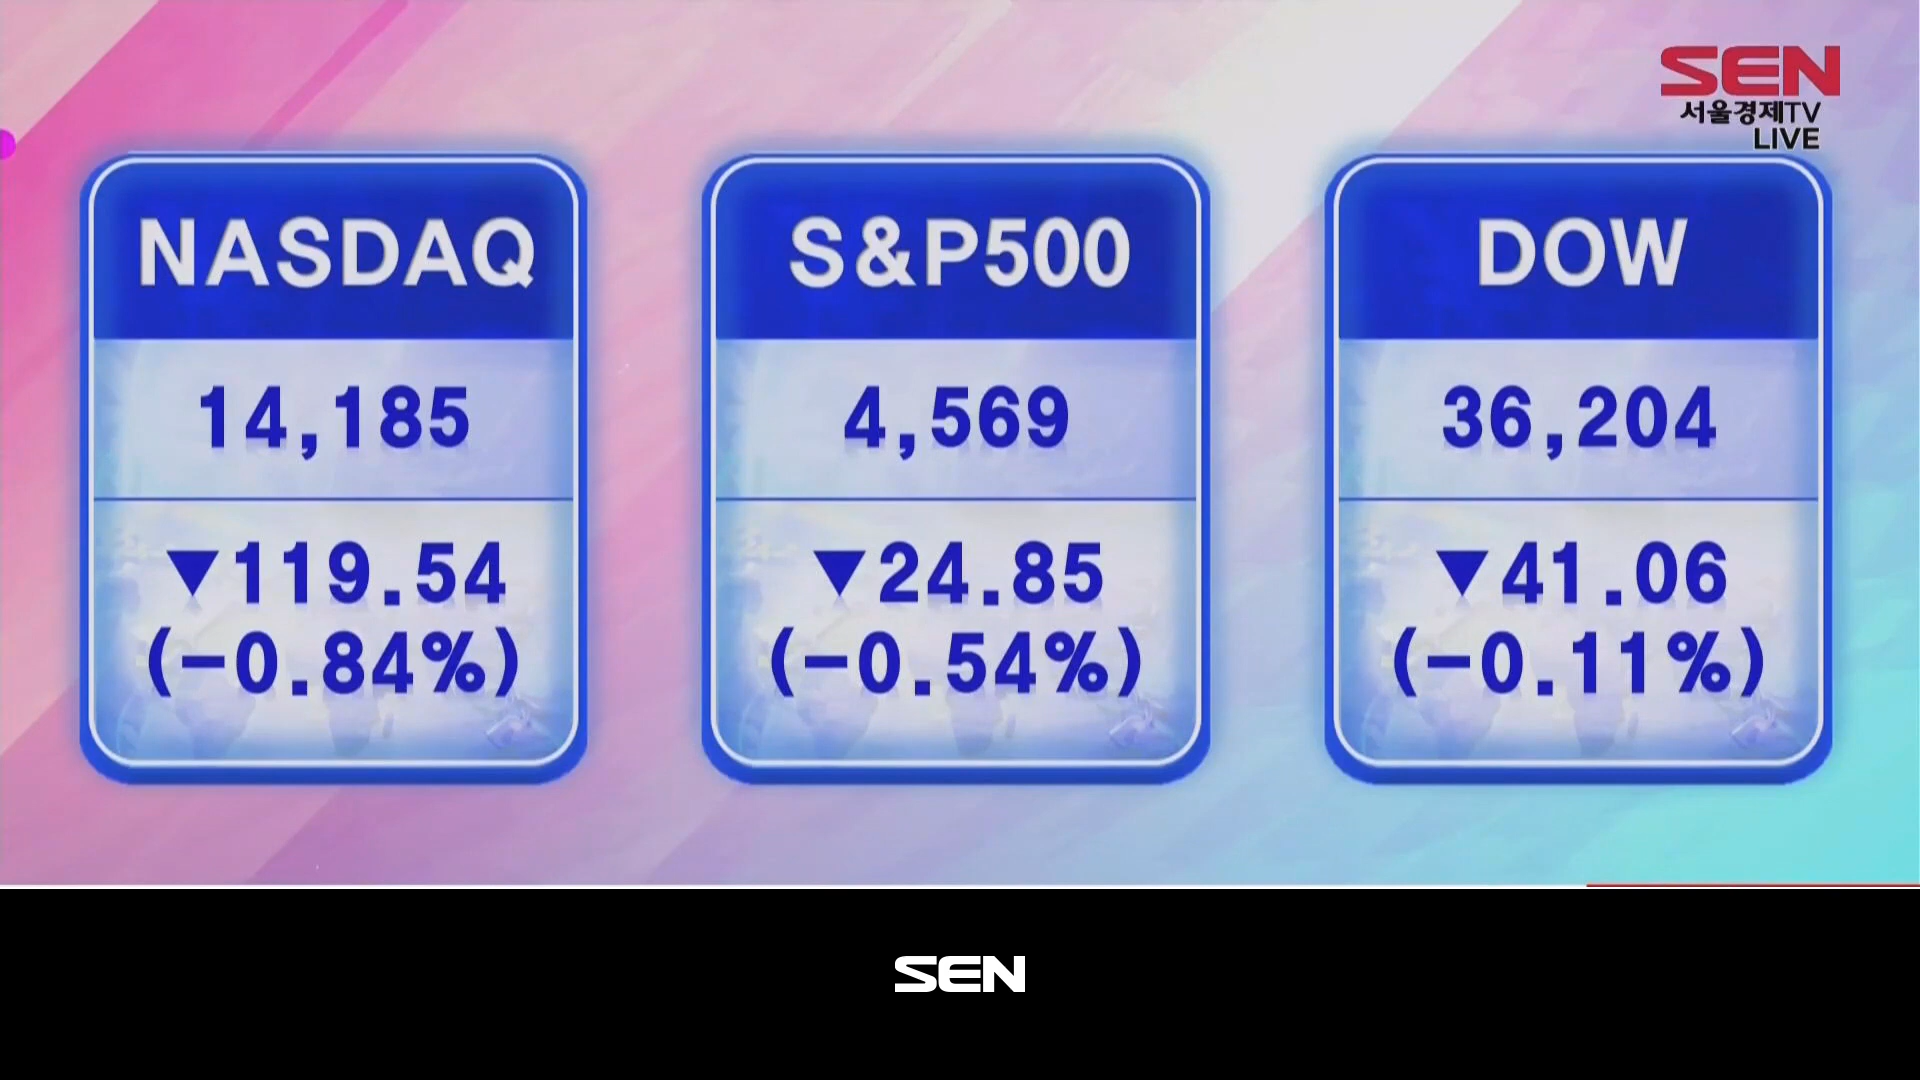 SEN
서울경제TV
LIVE
NASDAQ
14,185
▼119.54
(-0.84%)
S&P500
4,569
▼24.85
(-0.54%)
DOW
36,204
▼41.06
(-0.11%)
SEN